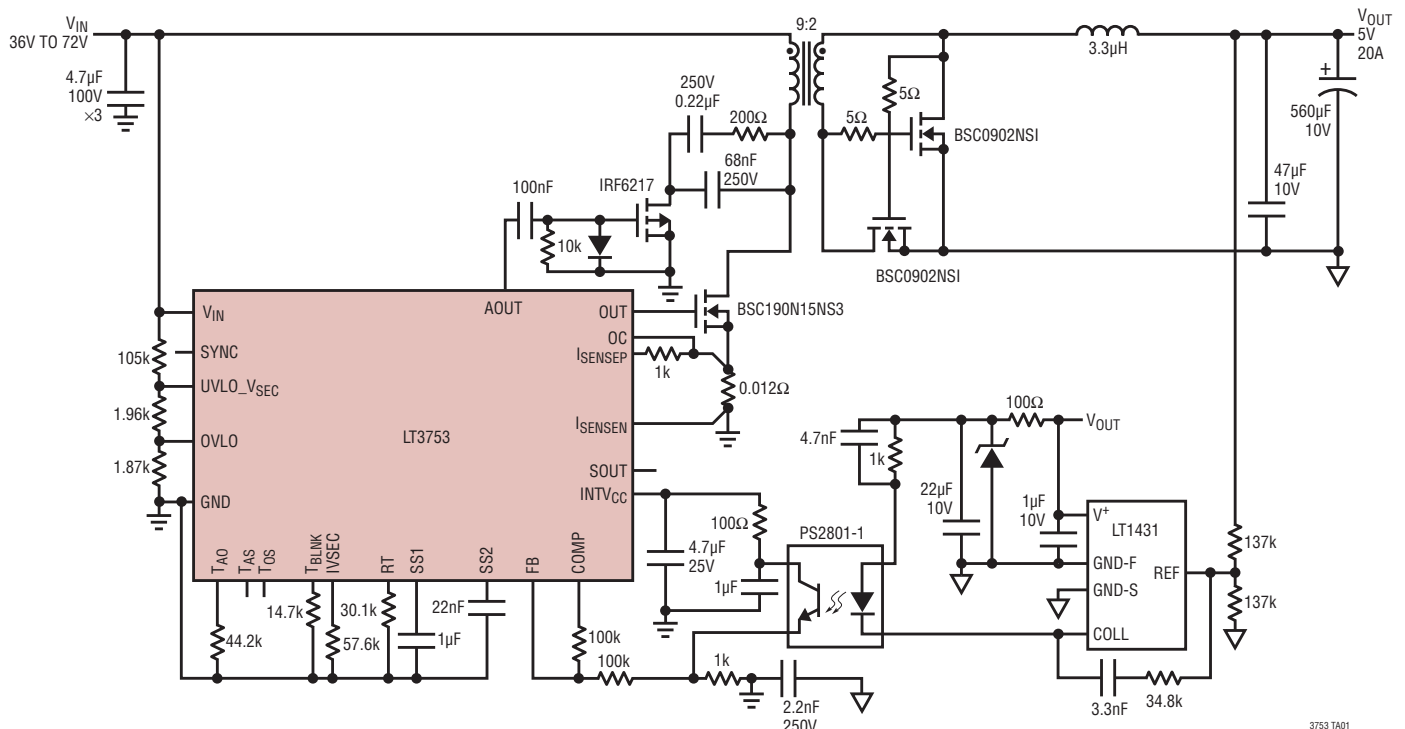 V_IN
36V TO 72V
4.7µF
100V
×3
9:2
3.3µH
V_OUT
5V
20A
250V
0.22µF
200Ω
68nF
250V
5Ω
5Ω
BSC0902NSI
BSC0902NSI
560µF
10V
47µF
10V
100nF
IRF6217
10k
BSC190N15NS3
V_IN
SYNC
UVLO_V_SEC
OVLO
GND
AOUT
OUT
OC
I_SENSEP
I_SENSEN
SOUT
INTV_CC
LT3753
T_AO
T_AS
T_OS
T_BLNK
IVSEC
RT
SS1
SS2
FB
COMP
105k
1.96k
1.87k
1k
0.012Ω
44.2k
14.7k
57.6k
30.1k
1µF
22nF
100k
100k
1k
2.2nF
250V
4.7µF
25V
100Ω
1µF
PS2801-1
4.7nF
1k
100Ω
V_OUT
22µF
10V
1µF
10V
V+
LT1431
GND-F
REF
GND-S
COLL
137k
137k
3.3nF
34.8k
3753 TA01